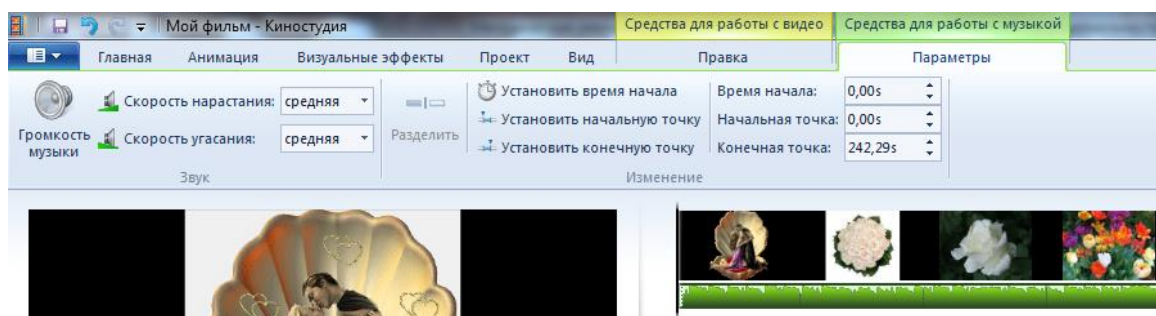 Мой фильм - Киностудия
Средства для работы с видео
Средства для работы с музыкой
Главная
Анимация
Визуальные эффекты
Проект
Вид
Правка
Параметры
Громкость
музыки
Скорость нарастания: средняя
Скорость угасания: средняя
Звук
Разделить
Установить время начала
Установить начальную точку
Установить конечную точку
Время начала: 0,00s
Начальная точка: 0,00s
Конечная точка: 242,29s
Изменение